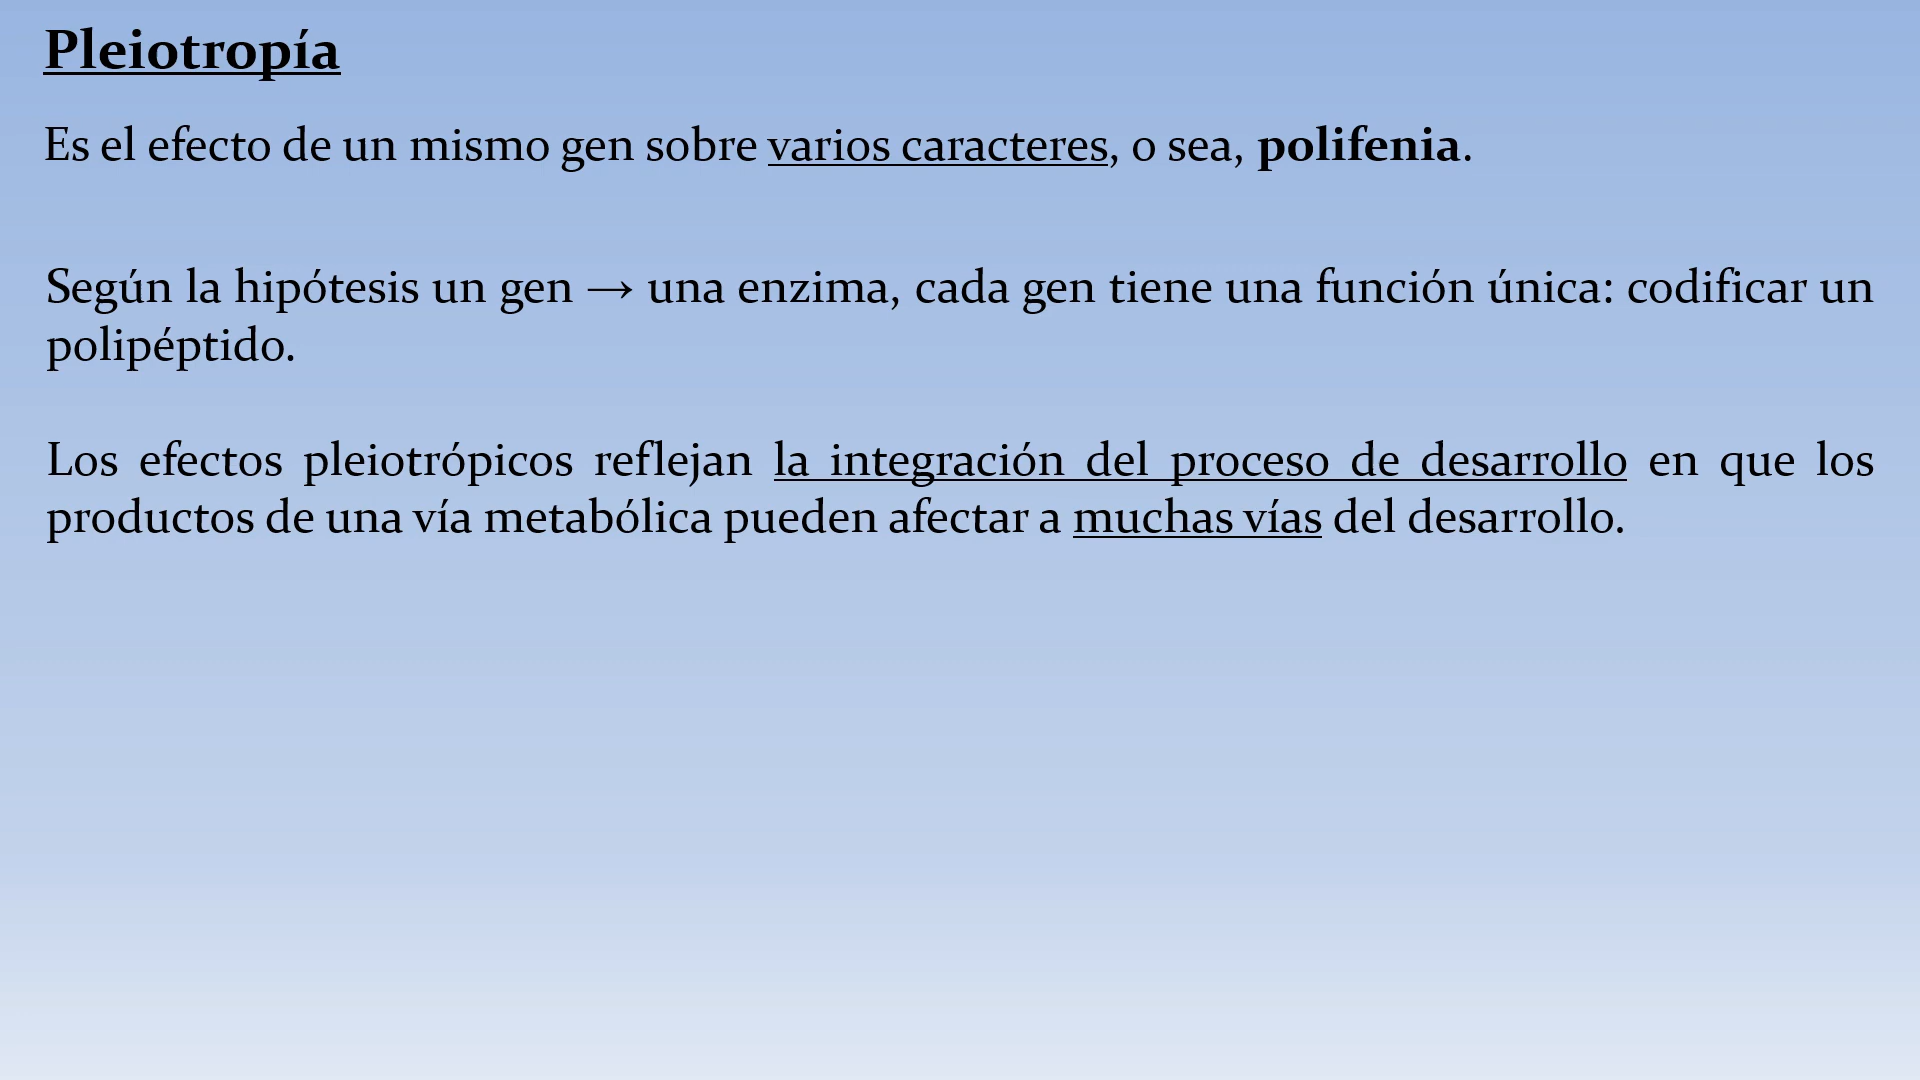 Pleiotropía
Es el efecto de un mismo gen sobre varios caracteres, o sea, polifenia.
Según la hipótesis un gen → una enzima, cada gen tiene una función única: codificar un
polipéptido.
Los efectos pleiotrópicos reflejan la integración del proceso de desarrollo en que los
productos de una vía metabólica pueden afectar a muchas vías del desarrollo.